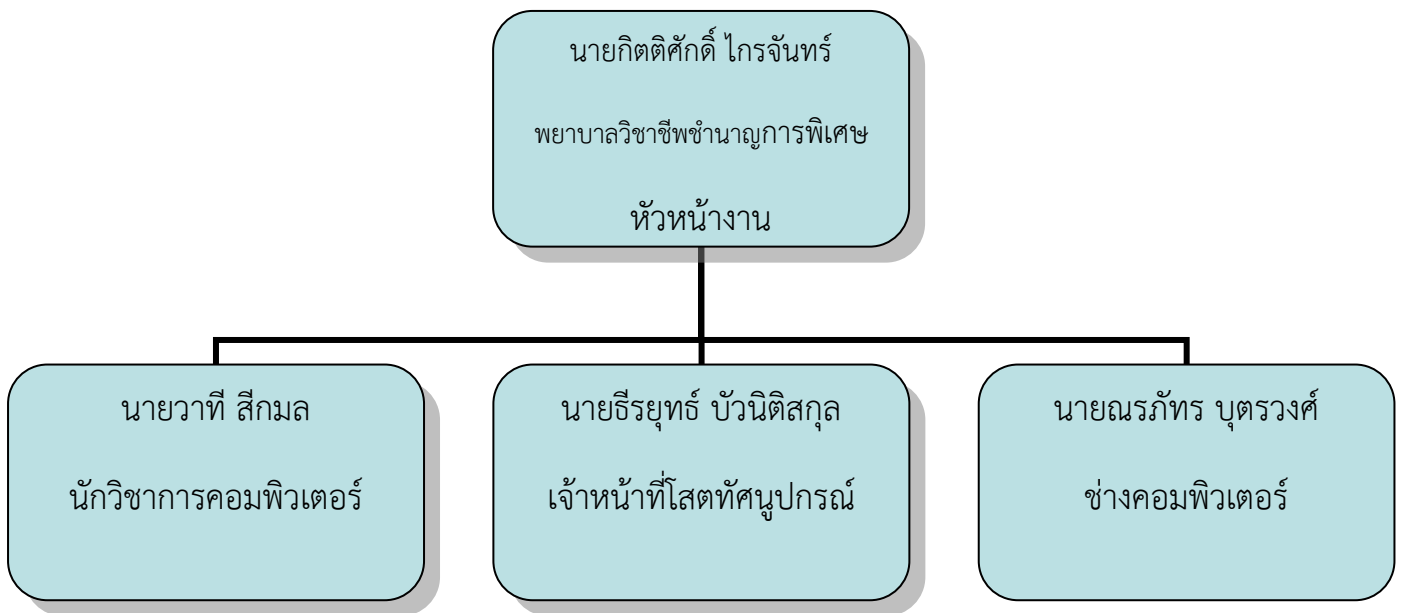 นายกิตติศักดิ์ ไกรจันทร์
พยาบาลวิชาชีพชำนาญการพิเศษ
หัวหน้างาน
นายวาที สีกมล
นักวิชาการคอมพิวเตอร์
นายธีรยุทธ์ บัวนิติสกุล
เจ้าหน้าที่โสตทัศนูปกรณ์
นายณรภัทร บุตรวงศ์
ช่างคอมพิวเตอร์